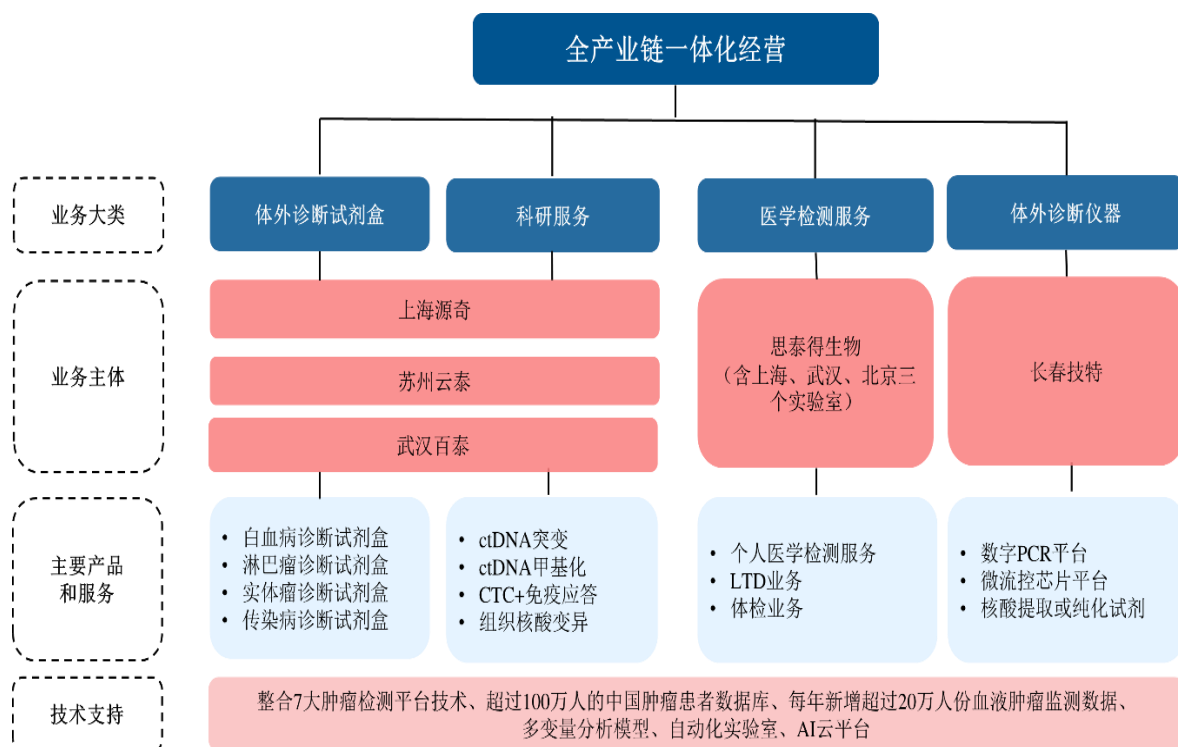 全产业链一体化经营
业务大类
体外诊断试剂盒
科研服务
医学检测服务
体外诊断仪器
业务主体
上海源奇
苏州云泰
武汉百泰
思泰得生物
（含上海、武汉、北京三
个实验室）
长春技特
主要产品
和服务
• 白血病诊断试剂盒
• 淋巴瘤诊断试剂盒
• 实体瘤诊断试剂盒
• 传染病诊断试剂盒
• ctDNA突变
• ctDNA甲基化
• CTC+免疫应答
• 组织核酸变异
• 个人医学检测服务
• LTD业务
• 体检业务
• 数字PCR平台
• 微流控芯片平台
• 核酸提取或纯化试剂
技术支持
整合7大肿瘤检测平台技术、超过100万人的中国肿瘤患者数据库、每年新增超过20万人份血液肿瘤监测数据、
多变量分析模型、自动化实验室、AI云平台